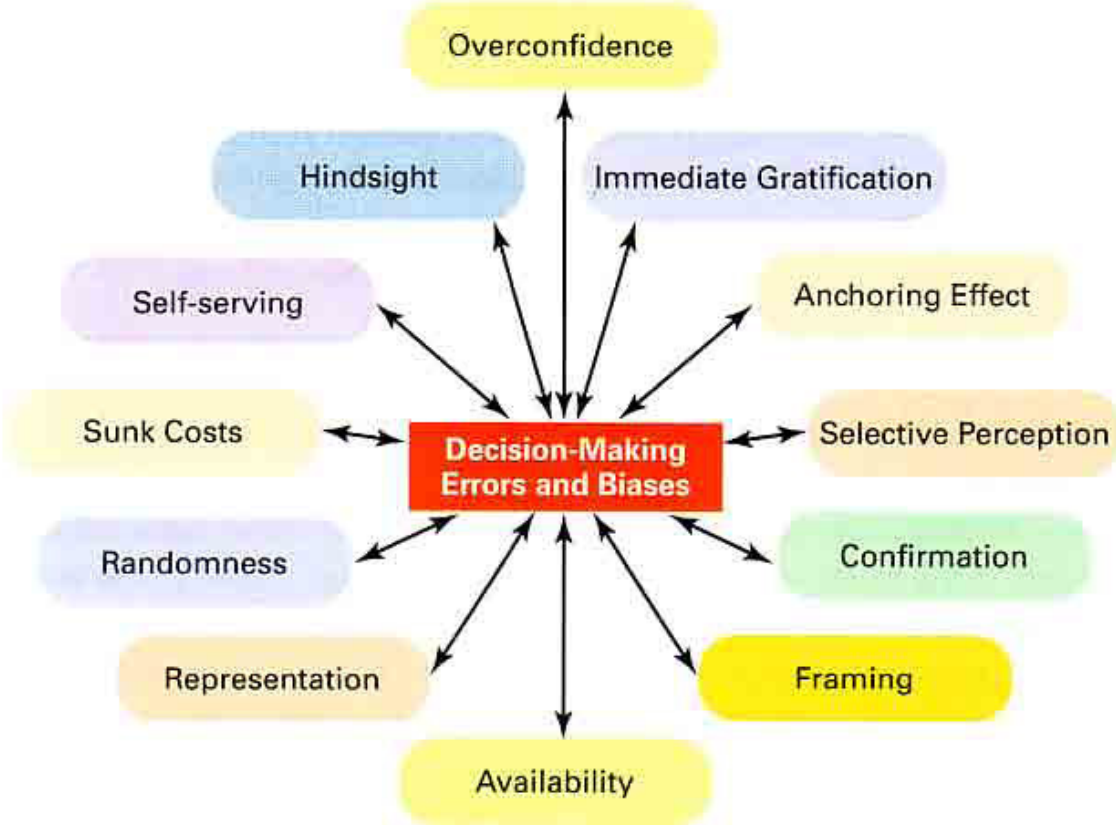 Overconfidence
Hindsight
Immediate Gratification
Self-serving
Anchoring Effect
Sunk Costs
Decision-Making
Errors and Biases
Selective Perception
Randomness
Confirmation
Representation
Framing
Availability